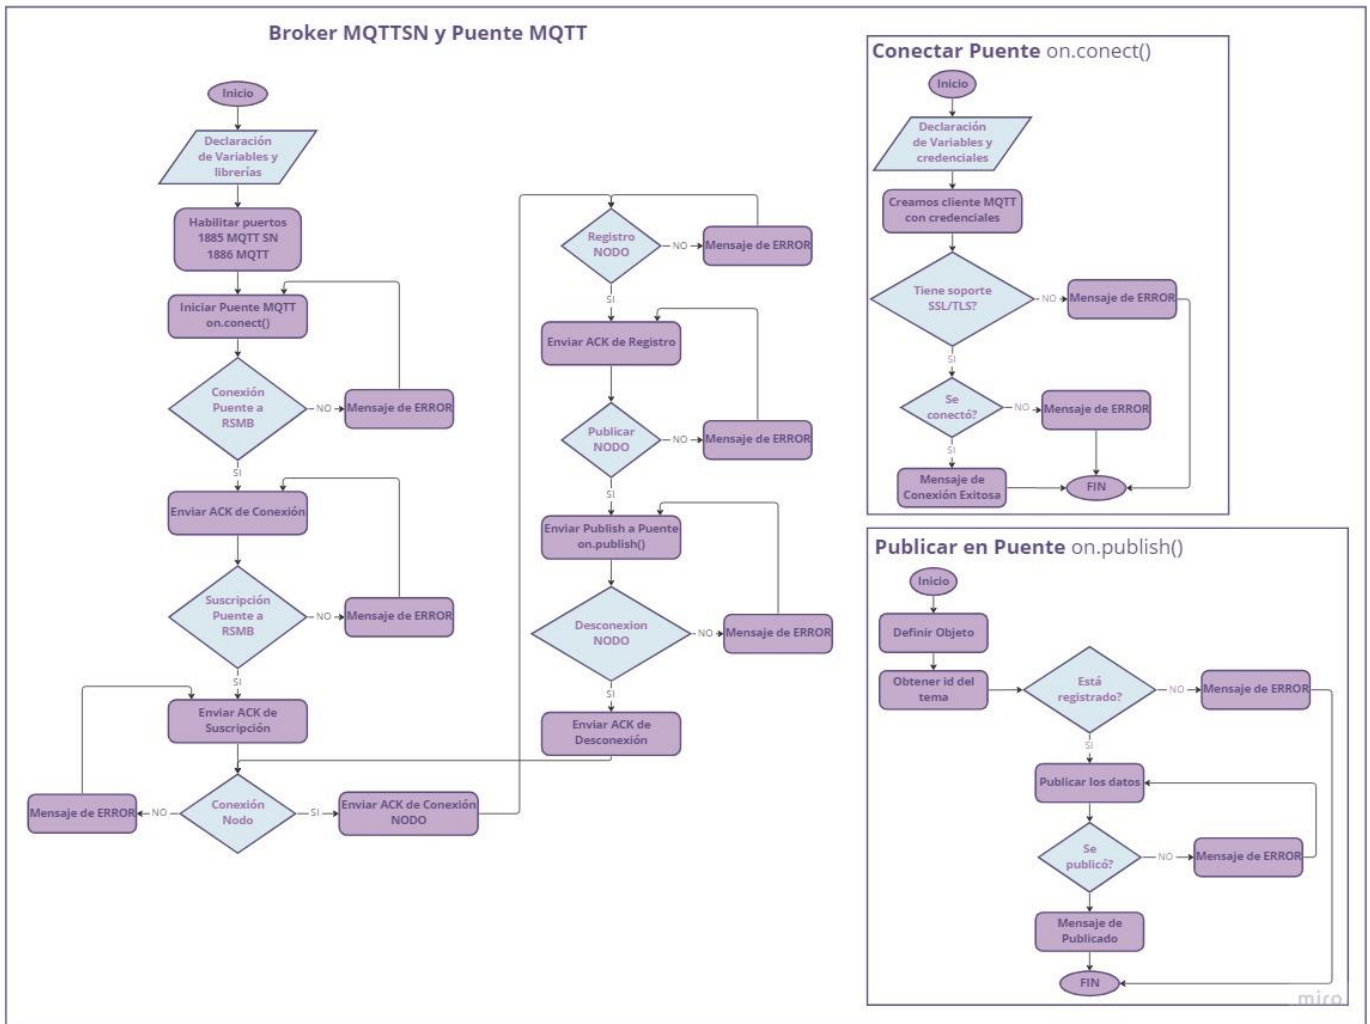 Broker MQTTSN y Puente MQTT
Inicio
Declaración
de Variables y
librerías
Habilitar puertos
1885 MQTT SN
1886 MQTT
Iniciar Puente MQTT
on.conect()
Conexión
Puente a
RSMB
NO
Mensaje de ERROR
SI
Enviar ACK de Conexión
Suscripción
Puente a
RSMB
NO
Mensaje de ERROR
SI
Enviar ACK de
Suscripción
Conexión
Nodo
NO
Mensaje de ERROR
SI
Enviar ACK de Conexión
NODO
Registro
NODO
NO
Mensaje de ERROR
SI
Enviar ACK de Registro
Publicar
NODO
NO
Mensaje de ERROR
SI
Enviar Publish a Puente
on.publish()
Desconexion
NODO
NO
Mensaje de ERROR
SI
Enviar ACK de
Desconexión
Conectar Puente on.conect()
Inicio
Declaración
de Variables y
credenciales
Creamos cliente MQTT
con credenciales
Tiene soporte
SSL/TLS?
NO
Mensaje de ERROR
SI
Se
conectó?
NO
Mensaje de ERROR
SI
Mensaje de
Conexión Exitosa
FIN
Publicar en Puente on.publish()
Inicio
Definir Objeto
Obtener id del
tema
Está
registrado?
NO
Mensaje de ERROR
SI
Publicar los datos
Se
publicó?
NO
Mensaje de ERROR
Mensaje de
Publicado
FIN
miro